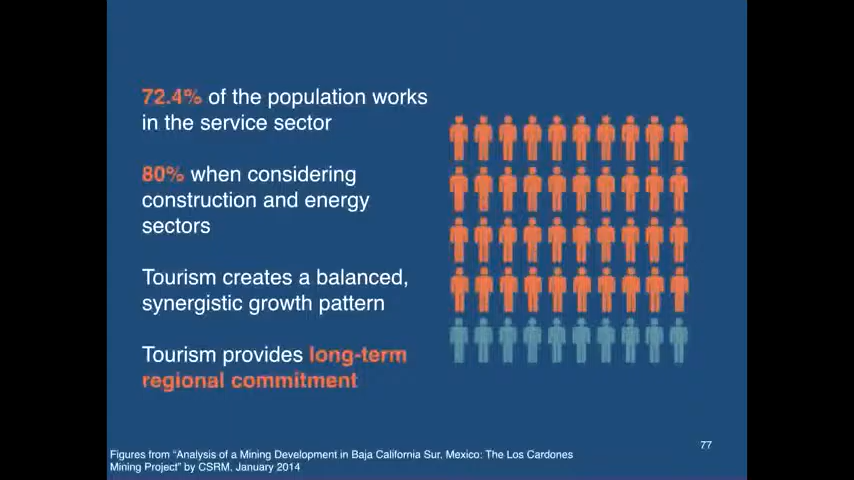 72.4% of the population works
in the service sector
80% when considering
construction and energy
sectors
Tourism creates a balanced,
synergistic growth pattern
Tourism provides long-term
regional commitment
77
Figures from “Analysis of a Mining Development in Baja California Sur, Mexico: The Los Cardones
Mining Project” by CSRM, January 2014